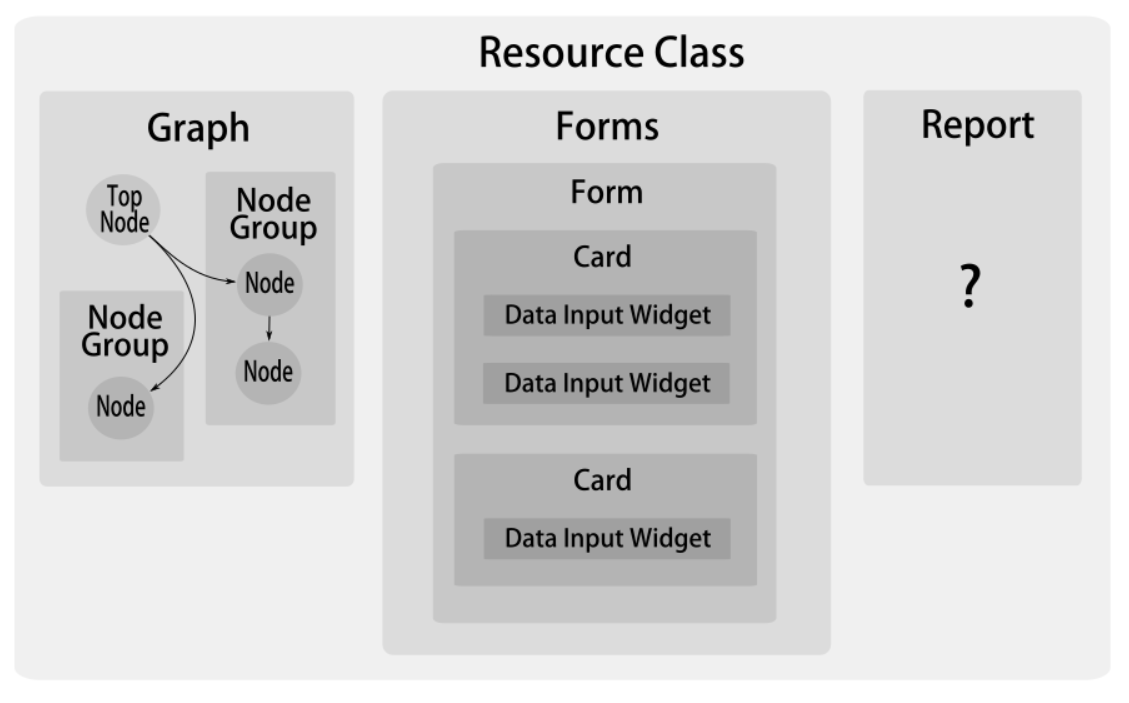 Resource Class
Graph
Top
Node
Node
Group
Node
Node
Node
Group
Node
Forms
Form
Card
Data Input Widget
Data Input Widget
Card
Data Input Widget
Report
?